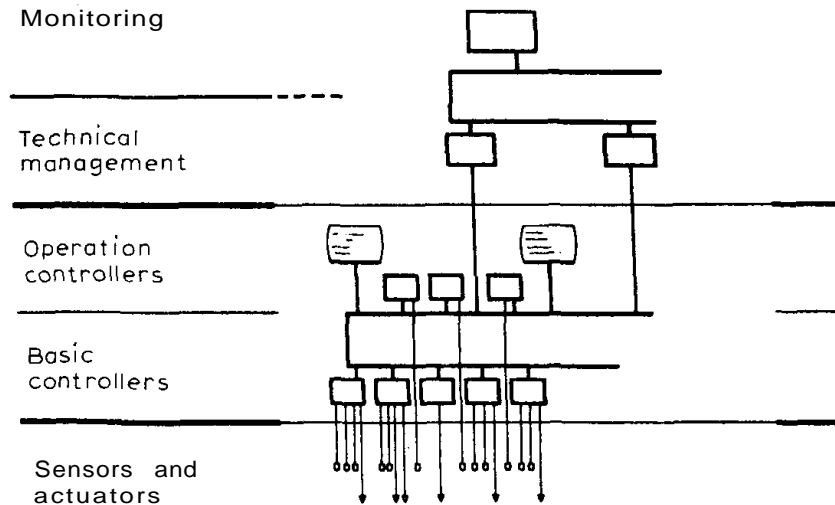 Monitoring
Technical
management
Operation
controllers
Basic
controllers
Sensors and
actuators